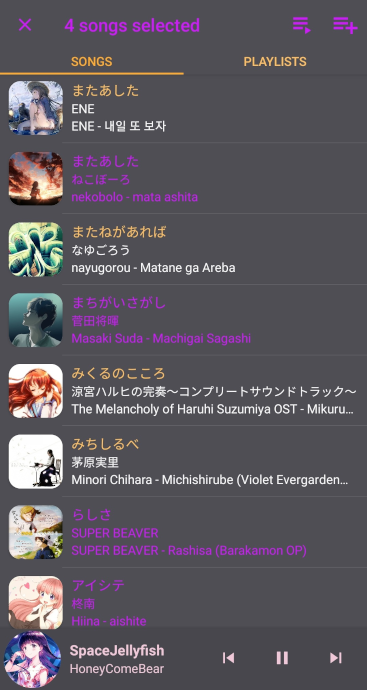 4 songs selected
SONGS
PLAYLISTS
またあした
ENE
ENE - 내일 또 보자
またあした
ねこぼーろ
nekobolo - mata ashita
またねがあれば
なゆごろう
nayugorou - Matane ga Areba
まちがいさがし
菅田将暉
Masaki Suda - Machigai Sagashi
みくるのこころ
涼宮ハルヒの完奏〜コンプリートサウンドトラック〜
The Melancholy of Haruhi Suzumiya OST - Mikuru...
みちしるべ
茅原実里
Minori Chihara - Michishirube (Violet Evergarden...
らしさ
SUPER BEAVER
SUPER BEAVER - Rashisa (Barakamon OP)
アイシテ
柊南
Hiina - aishite
SpaceJellyfish
HoneyComeBear